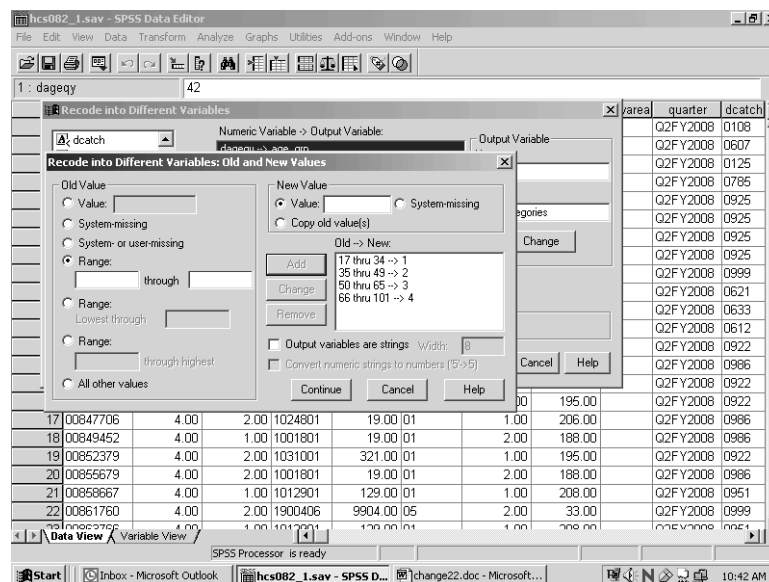 hcs082_1.sav - SPSS Data Editor
File Edit View Data Transform Analyze Graphs Utilities Add-ons Window Help
1 : dageqy 42
Recode into Different Variables
varea quarter dcatch
dcatch
Numeric Variable -> Output Variable:
Output Variable
dageqy --> age_grp
Q2FY2008 0108
Q2FY2008 0607
Q2FY2008 0125
Q2FY2008 0785
Q2FY2008 0925
Q2FY2008 0925
Q2FY2008 0925
Q2FY2008 0925
Q2FY2008 0999
Q2FY2008 0621
Q2FY2008 0633
Q2FY2008 0612
Q2FY2008 0922
Q2FY2008 0986
Q2FY2008 0922
Q2FY2008 0922
egories
Change
Cancel Help
Recode into Different Variables: Old and New Values
Old Value
Value:
System-missing
System- or user-missing
Range:
through
Range:
Lowest through
Range:
through highest
All other values
New Value
Value: System-missing
Copy old value(s)
Old --> New:
Add
Change
Remove
17 thru 34 --> 1
35 thru 49 --> 2
50 thru 65 --> 3
66 thru 101 --> 4
Output variables are strings Width: 8
Convert numeric strings to numbers ('5'->5)
Continue Cancel Help
00 195.00
17 00847706 4.00 2.00 1024801 19.00 01 1.00 206.00 Q2FY2008 0986
18 00849452 4.00 1.00 1001801 19.00 01 2.00 188.00 Q2FY2008 0986
19 00852379 4.00 2.00 1031001 321.00 01 1.00 195.00 Q2FY2008 0922
20 00855679 4.00 2.00 1001801 19.00 01 2.00 188.00 Q2FY2008 0986
21 00858667 4.00 1.00 1012901 129.00 01 1.00 208.00 Q2FY2008 0951
22 00861760 4.00 2.00 1900406 9904.00 05 2.00 33.00 Q2FY2008 0999
Data View Variable View
SPSS Processor is ready
Start Inbox - Microsoft Outlook hcs082_1.sav - SPSS D... change22.doc - Microsoft... 10:42 AM